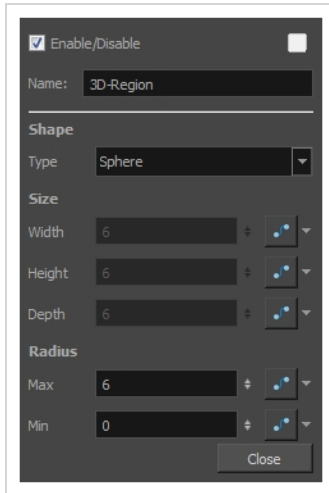 Enable/Disable
Name: 3D-Region
Shape
Type Sphere
Size
Width 6
Height 6
Depth 6
Radius
Max 6
Min 0
Close